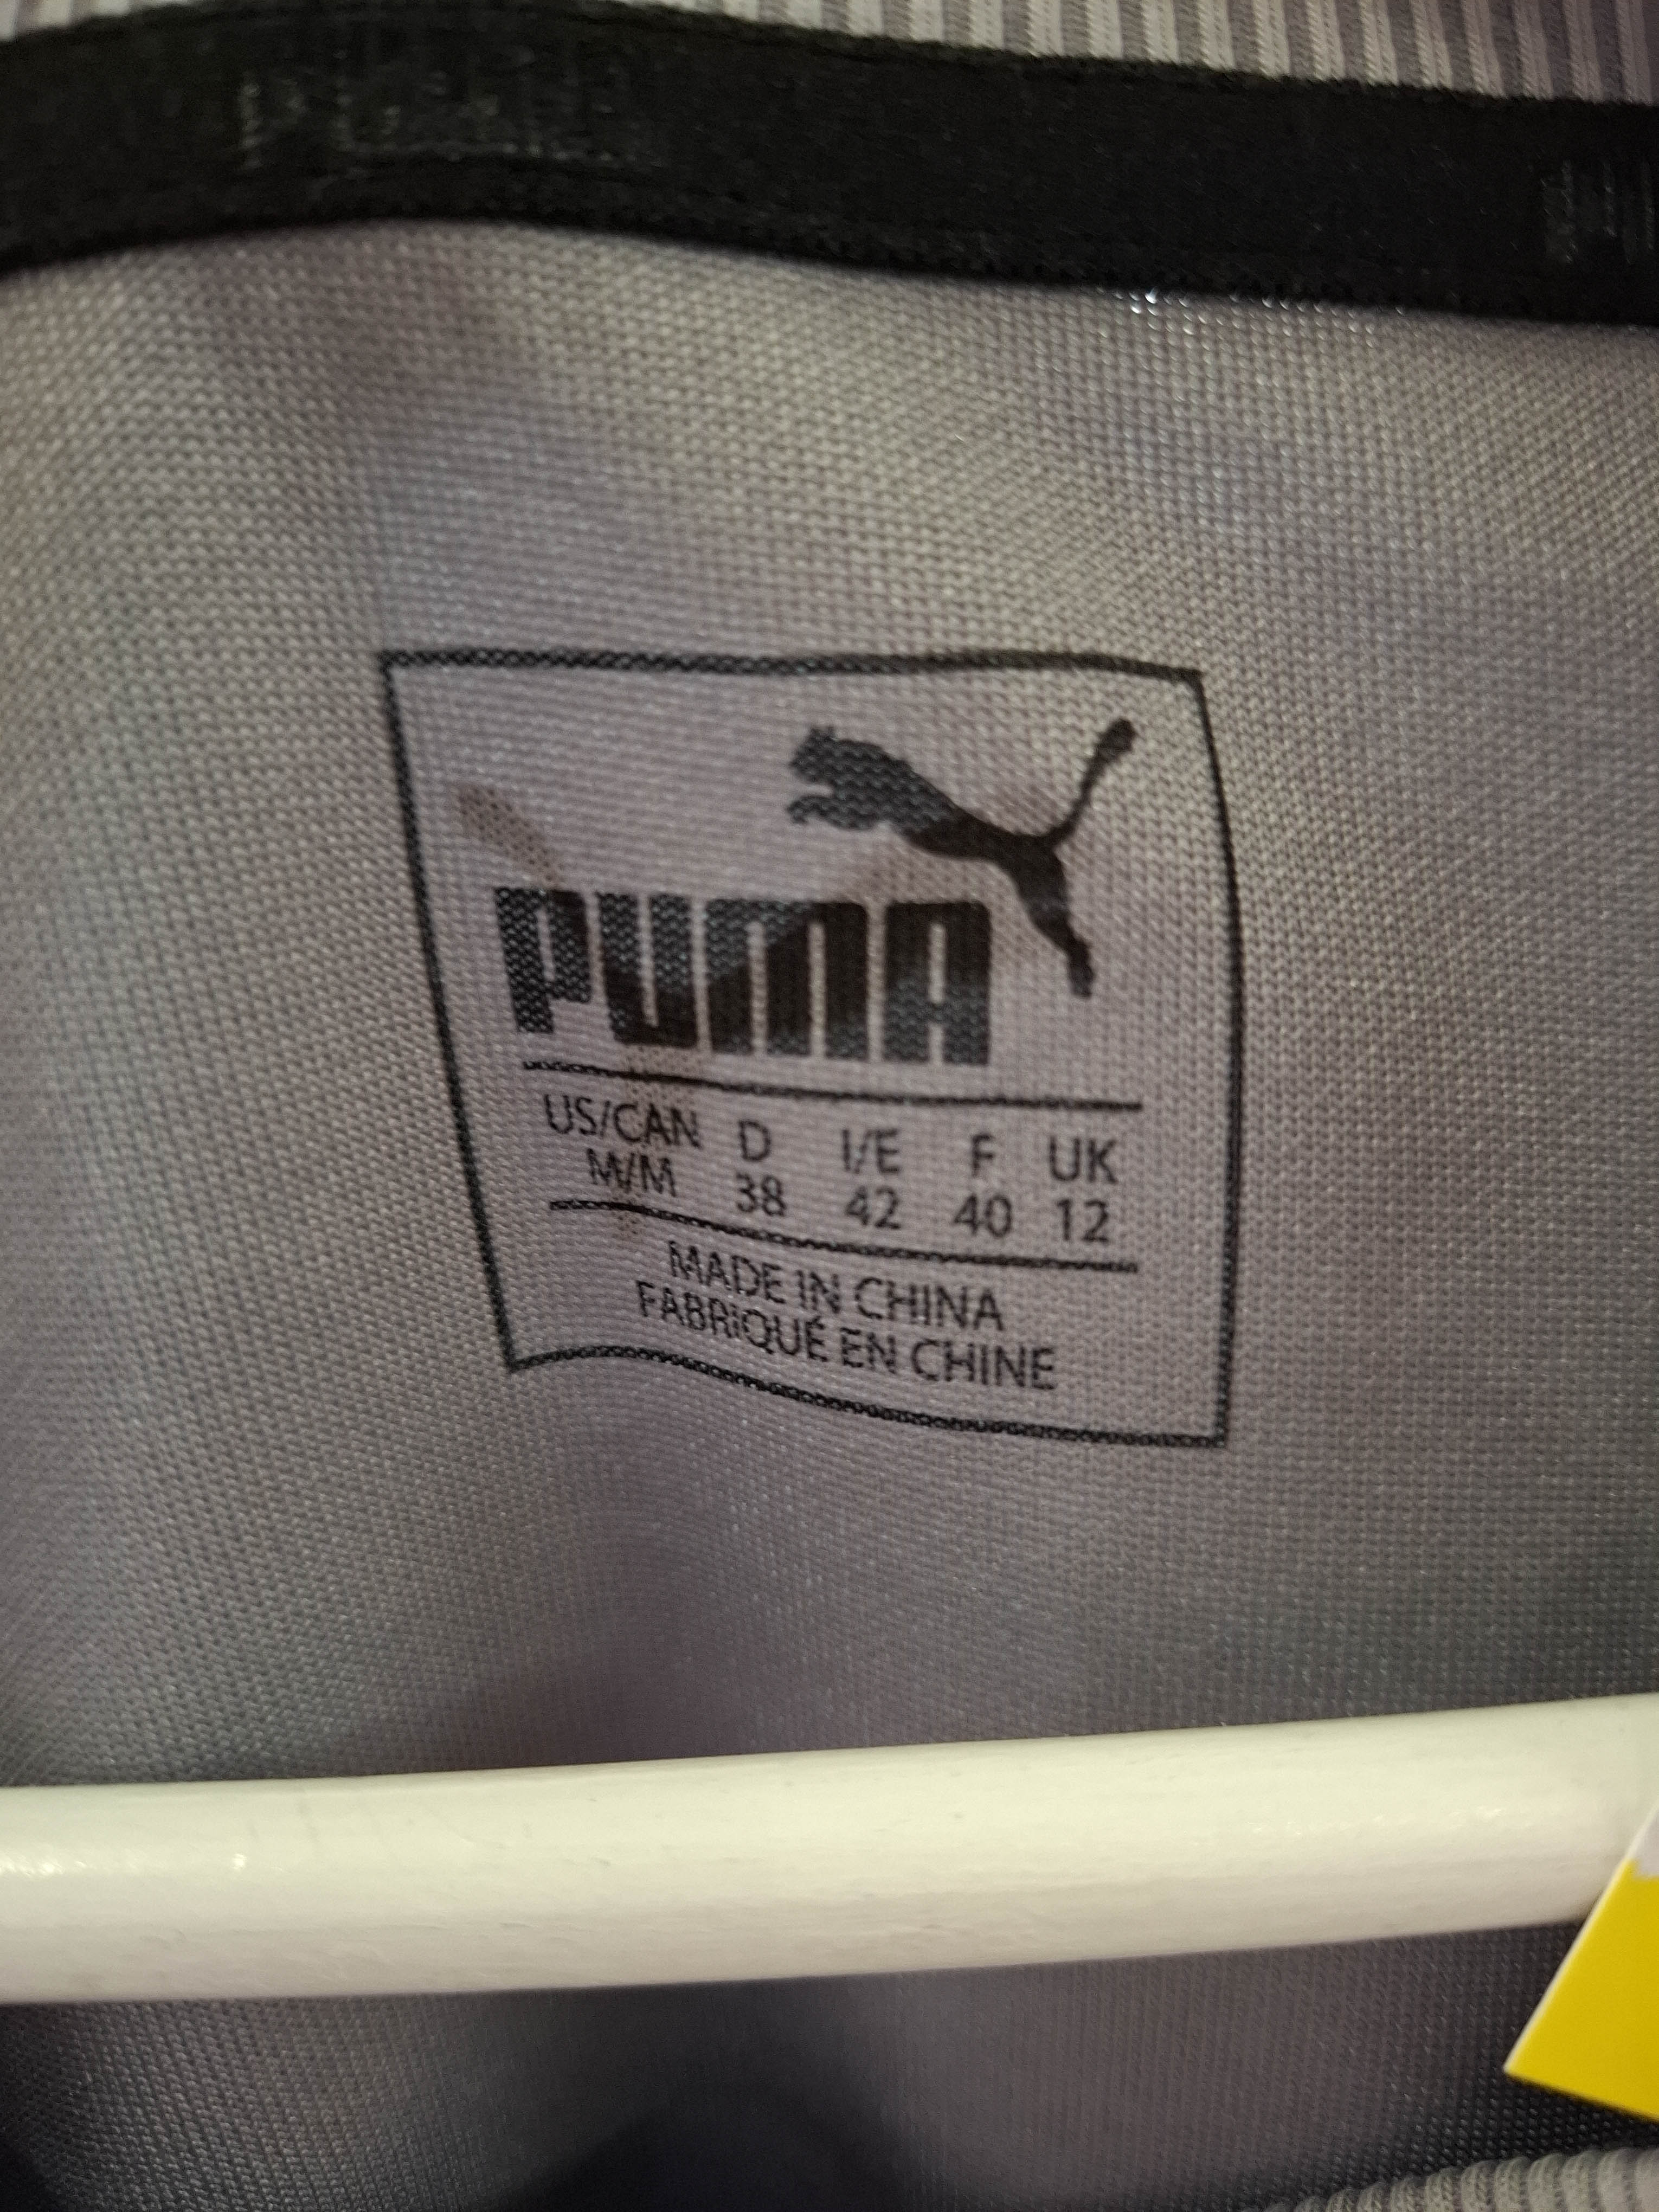 PUMA
US/CAN D I/E F UK
M/M 38 42 40 12
MADE IN CHINA
FABRIQUÉ EN CHINE